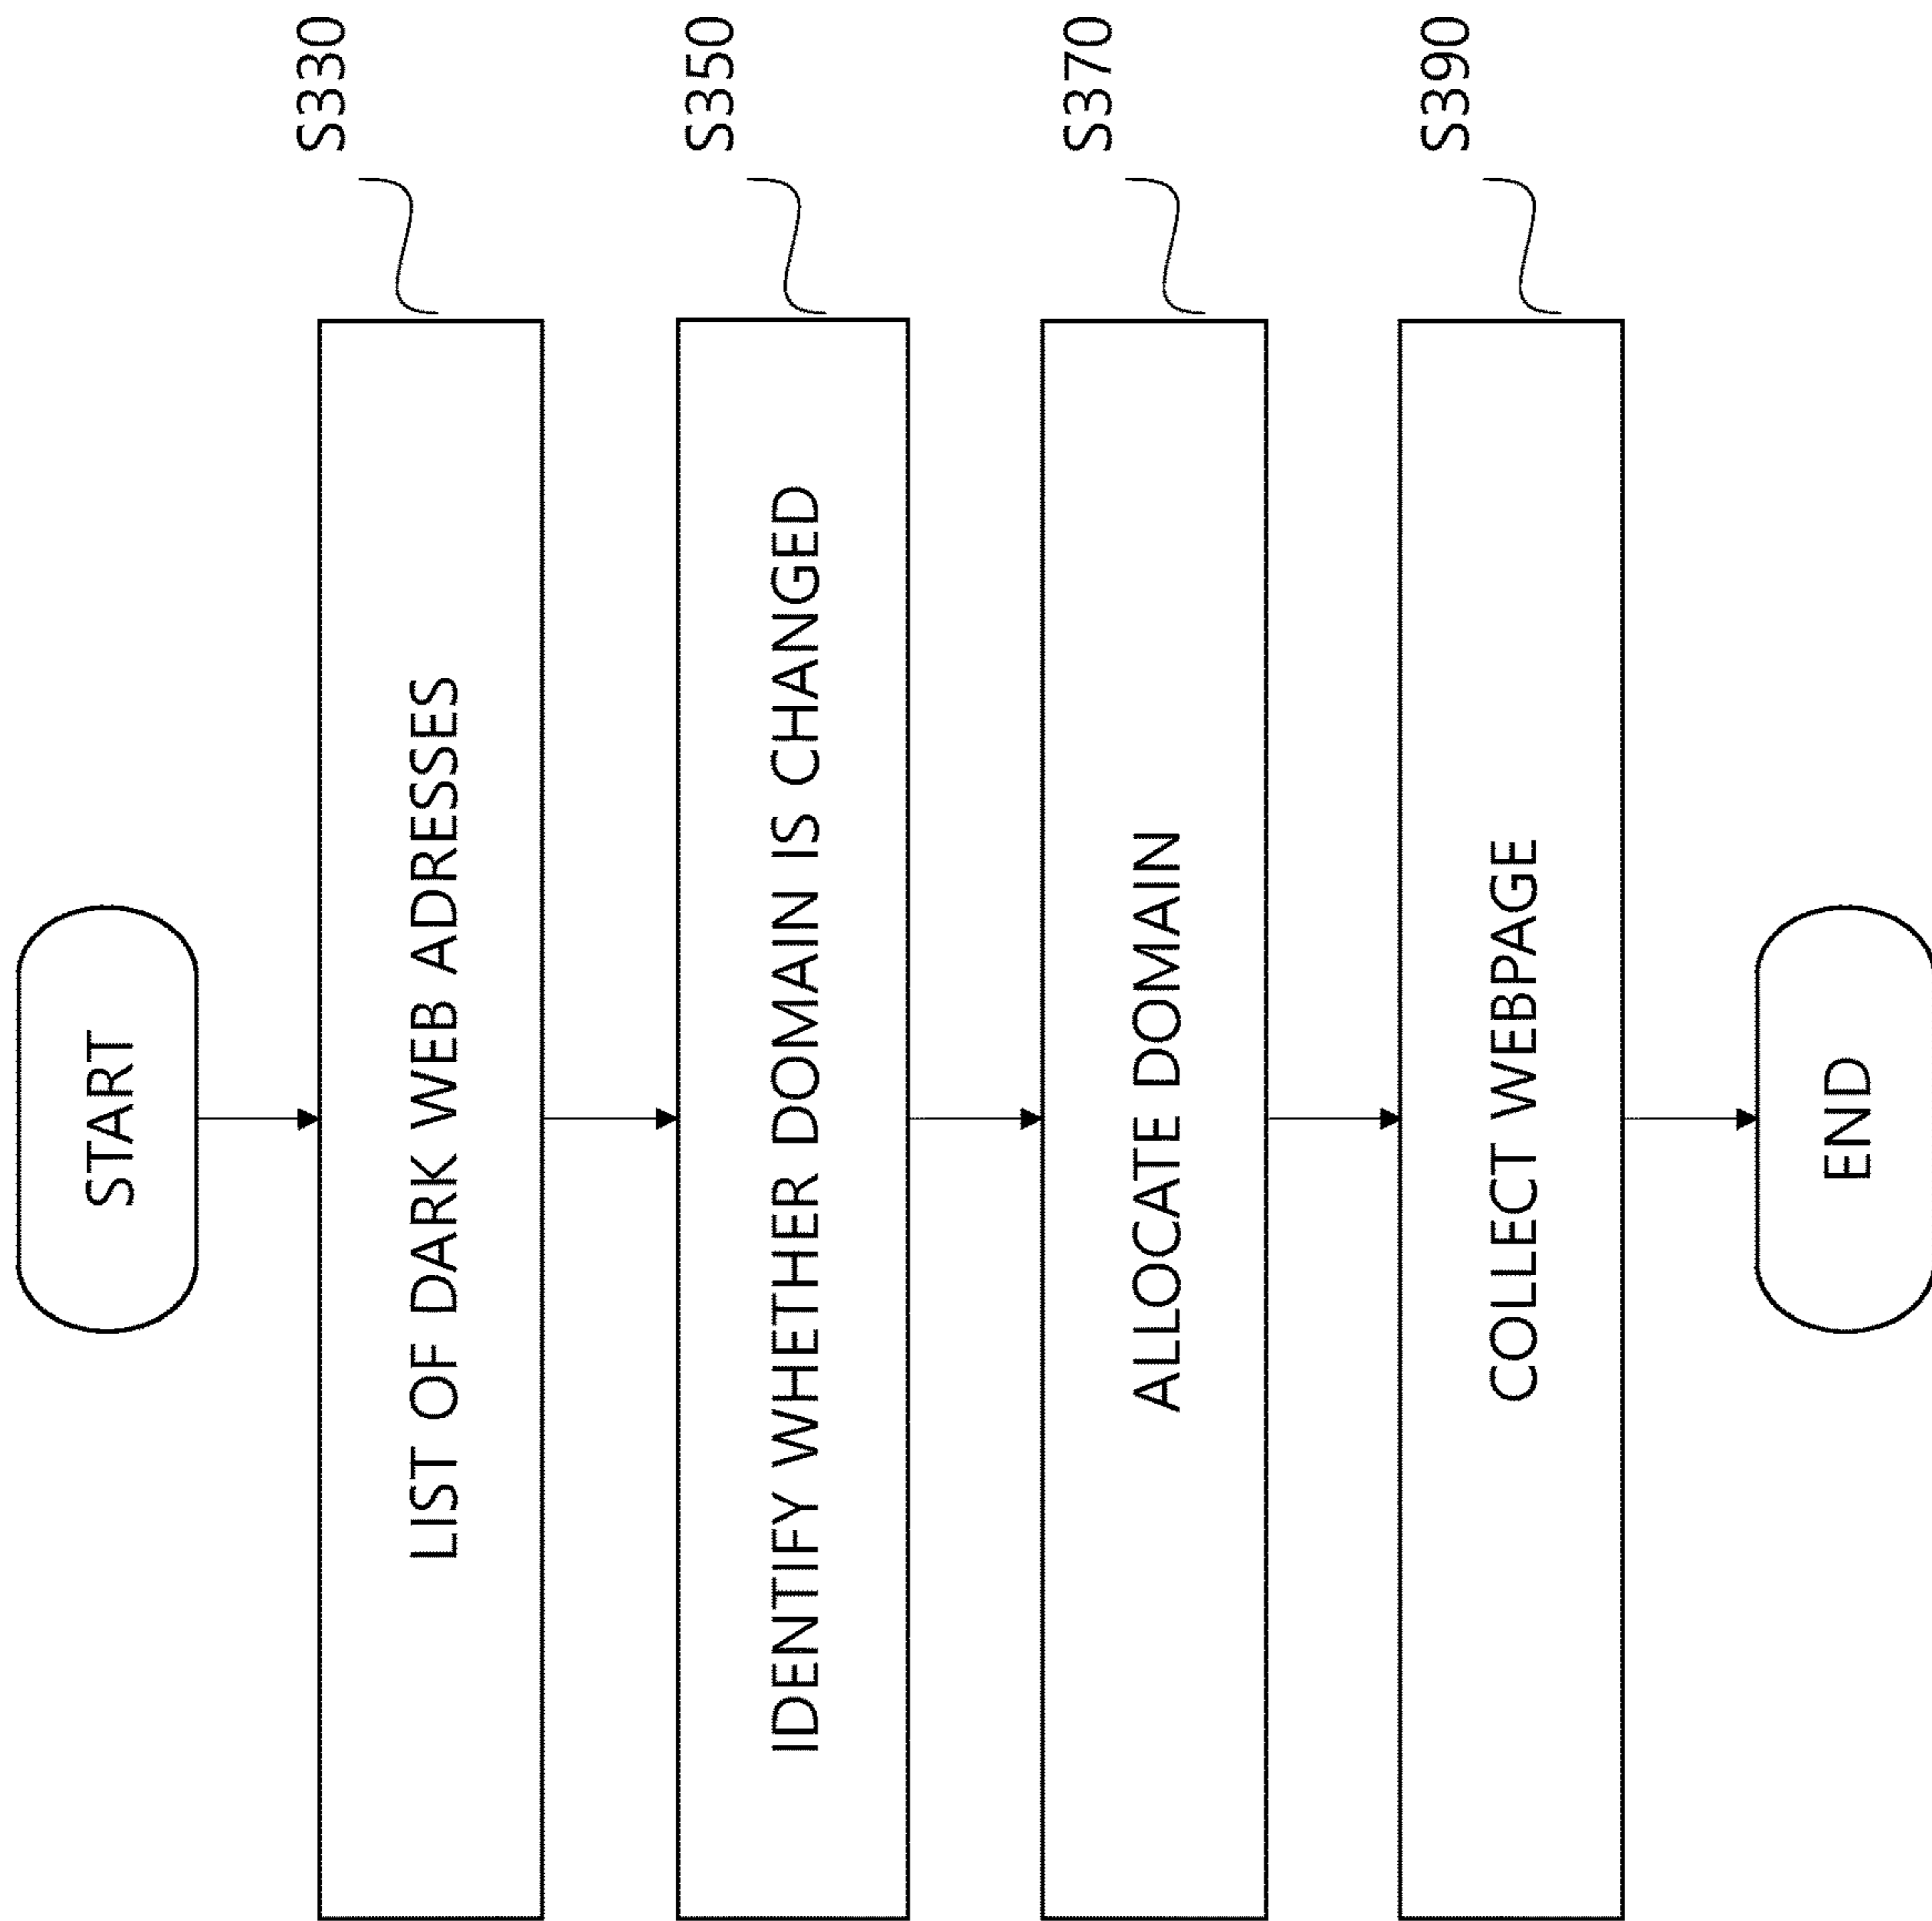 START
LIST OF DARK WEB ADRESSES
S330
IDENTIFY WHETHER DOMAIN IS CHANGED
S350
ALLOCATE DOMAIN
S370
COLLECT WEBPAGE
S390
END